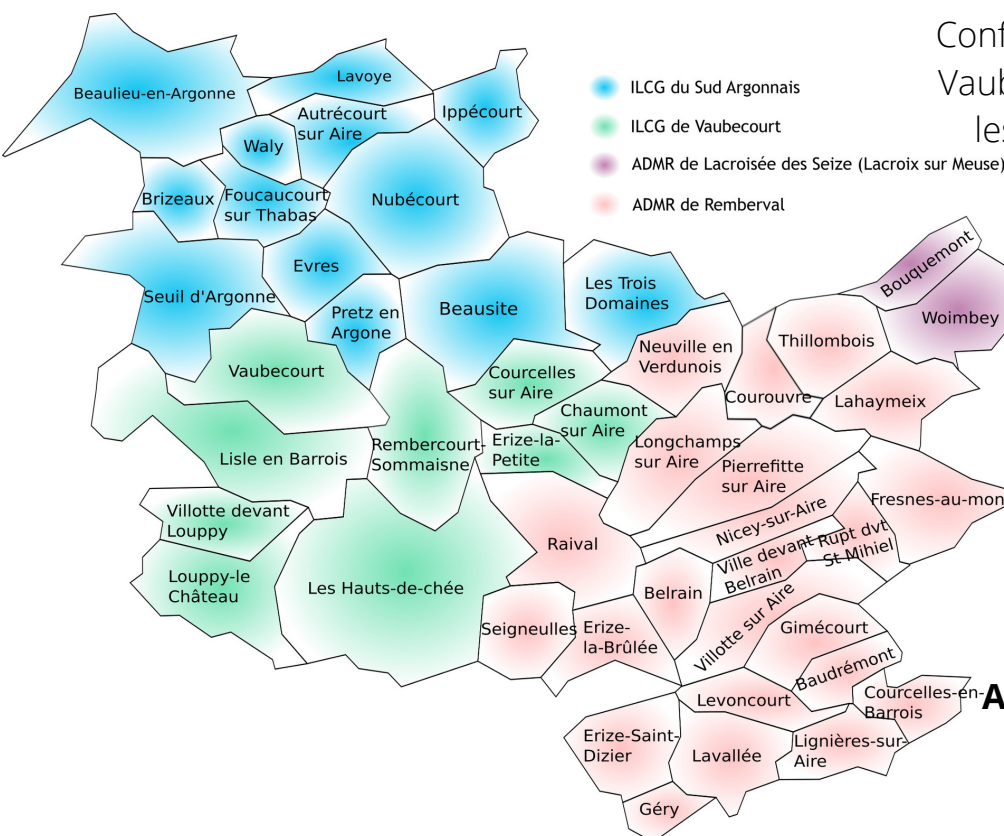 Conf
Vaub
les
ILCG du Sud Argonnais
ILCG de Vaubecourt
ADMR de Lacroisée des Seize (Lacroix sur Meuse)
ADMR de Remberval
Beaulieu-en-Argonne
Lavoye
Ippécourt
Autrécourt
sur Aire
Waly
Brizeaux
Foucaucourt
sur Thabas
Nubécourt
Evres
Seuil d'Argonne
Pretz en
Argone
Beausite
Les Trois
Domaines
Bouquemont
Woimbey
Vaubecourt
Courcelles
sur Aire
Neuville en
Verdunois
Thillombois
Courouvre
Lahaymeix
Chaumont
sur Aire
Lisle en Barrois
Rembercourt-
Sommaisne
Erize-la-
Petite
Longchamps
sur Aire
Pierrefitte
sur Aire
Fresnes-au-mon
Villotte devant
Louppy
Nicey-sur-Aire
Raival
Ville devant
Belrain
Rupt dvt
St Mihiel
Louppy-le
Château
Les Hauts-de-chée
Belrain
Villotte sur Aire
Seigneulles
Erize-
la-Brûlée
Gimécourt
Baudrémont
Levoncourt
Courcelles-en-
Barrois
A
Erize-Saint-
Dizier
Lavallée
Lignières-sur-
Aire
Géry